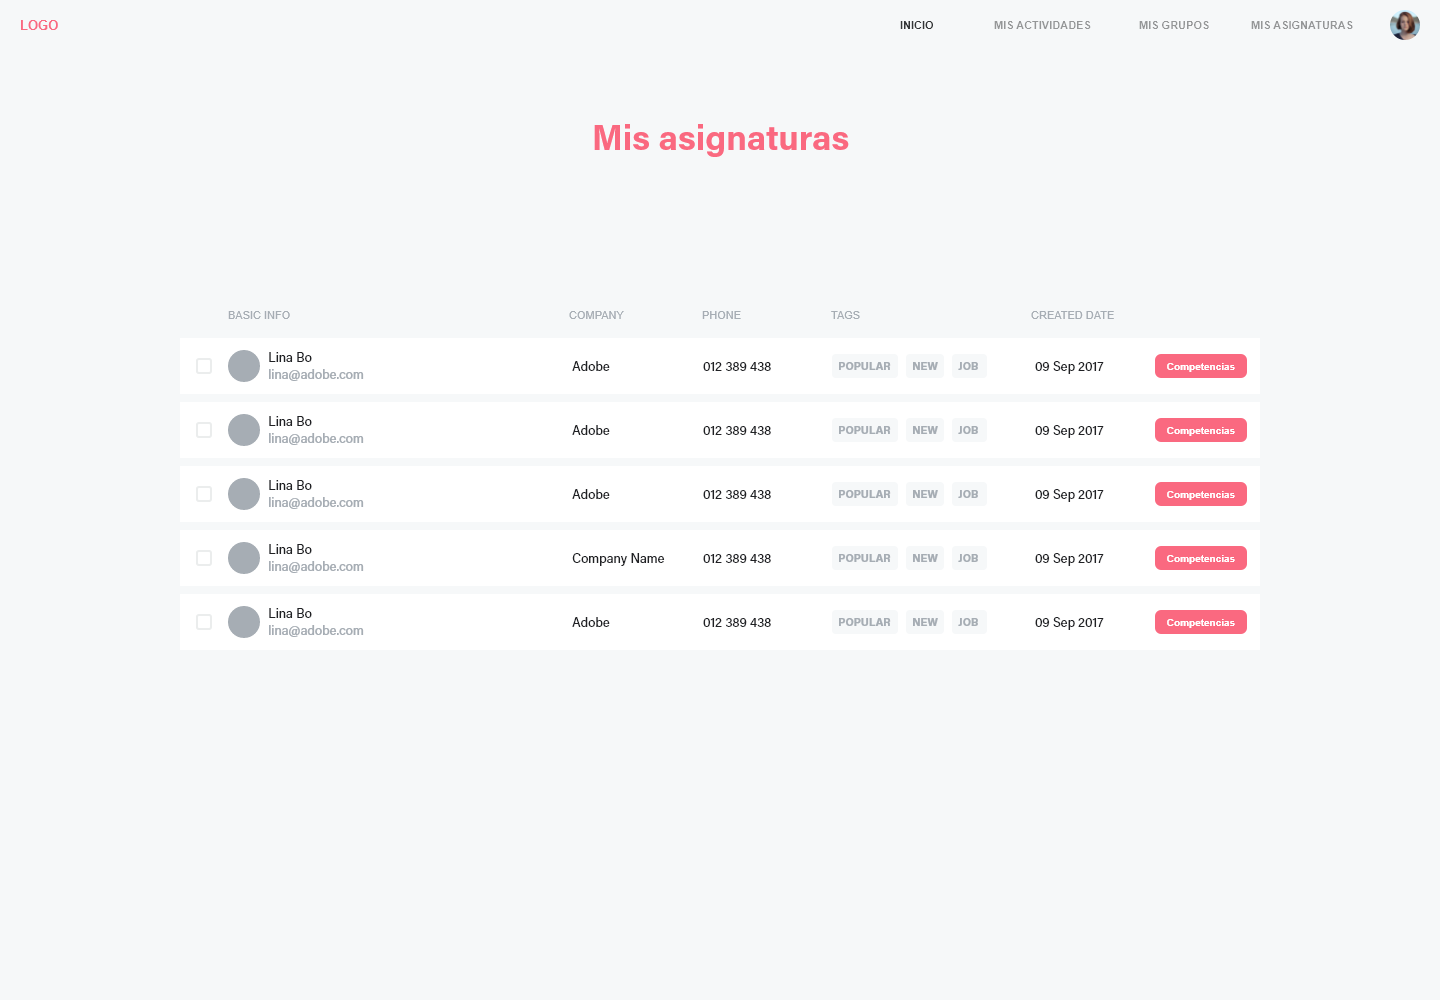 LOGO INICIO MIS ACTIVIDADES MIS GRUPOS MIS ASIGNATURAS
Mis asignaturas
BASIC INFO COMPANY PHONE TAGS CREATED DATE
Lina Bo
lina@adobe.com
Adobe 012 389 438 POPULAR NEW JOB 09 Sep 2017 Competencias
Lina Bo
lina@adobe.com
Adobe 012 389 438 POPULAR NEW JOB 09 Sep 2017 Competencias
Lina Bo
lina@adobe.com
Adobe 012 389 438 POPULAR NEW JOB 09 Sep 2017 Competencias
Lina Bo
lina@adobe.com
Company Name 012 389 438 POPULAR NEW JOB 09 Sep 2017 Competencias
Lina Bo
lina@adobe.com
Adobe 012 389 438 POPULAR NEW JOB 09 Sep 2017 Competencias